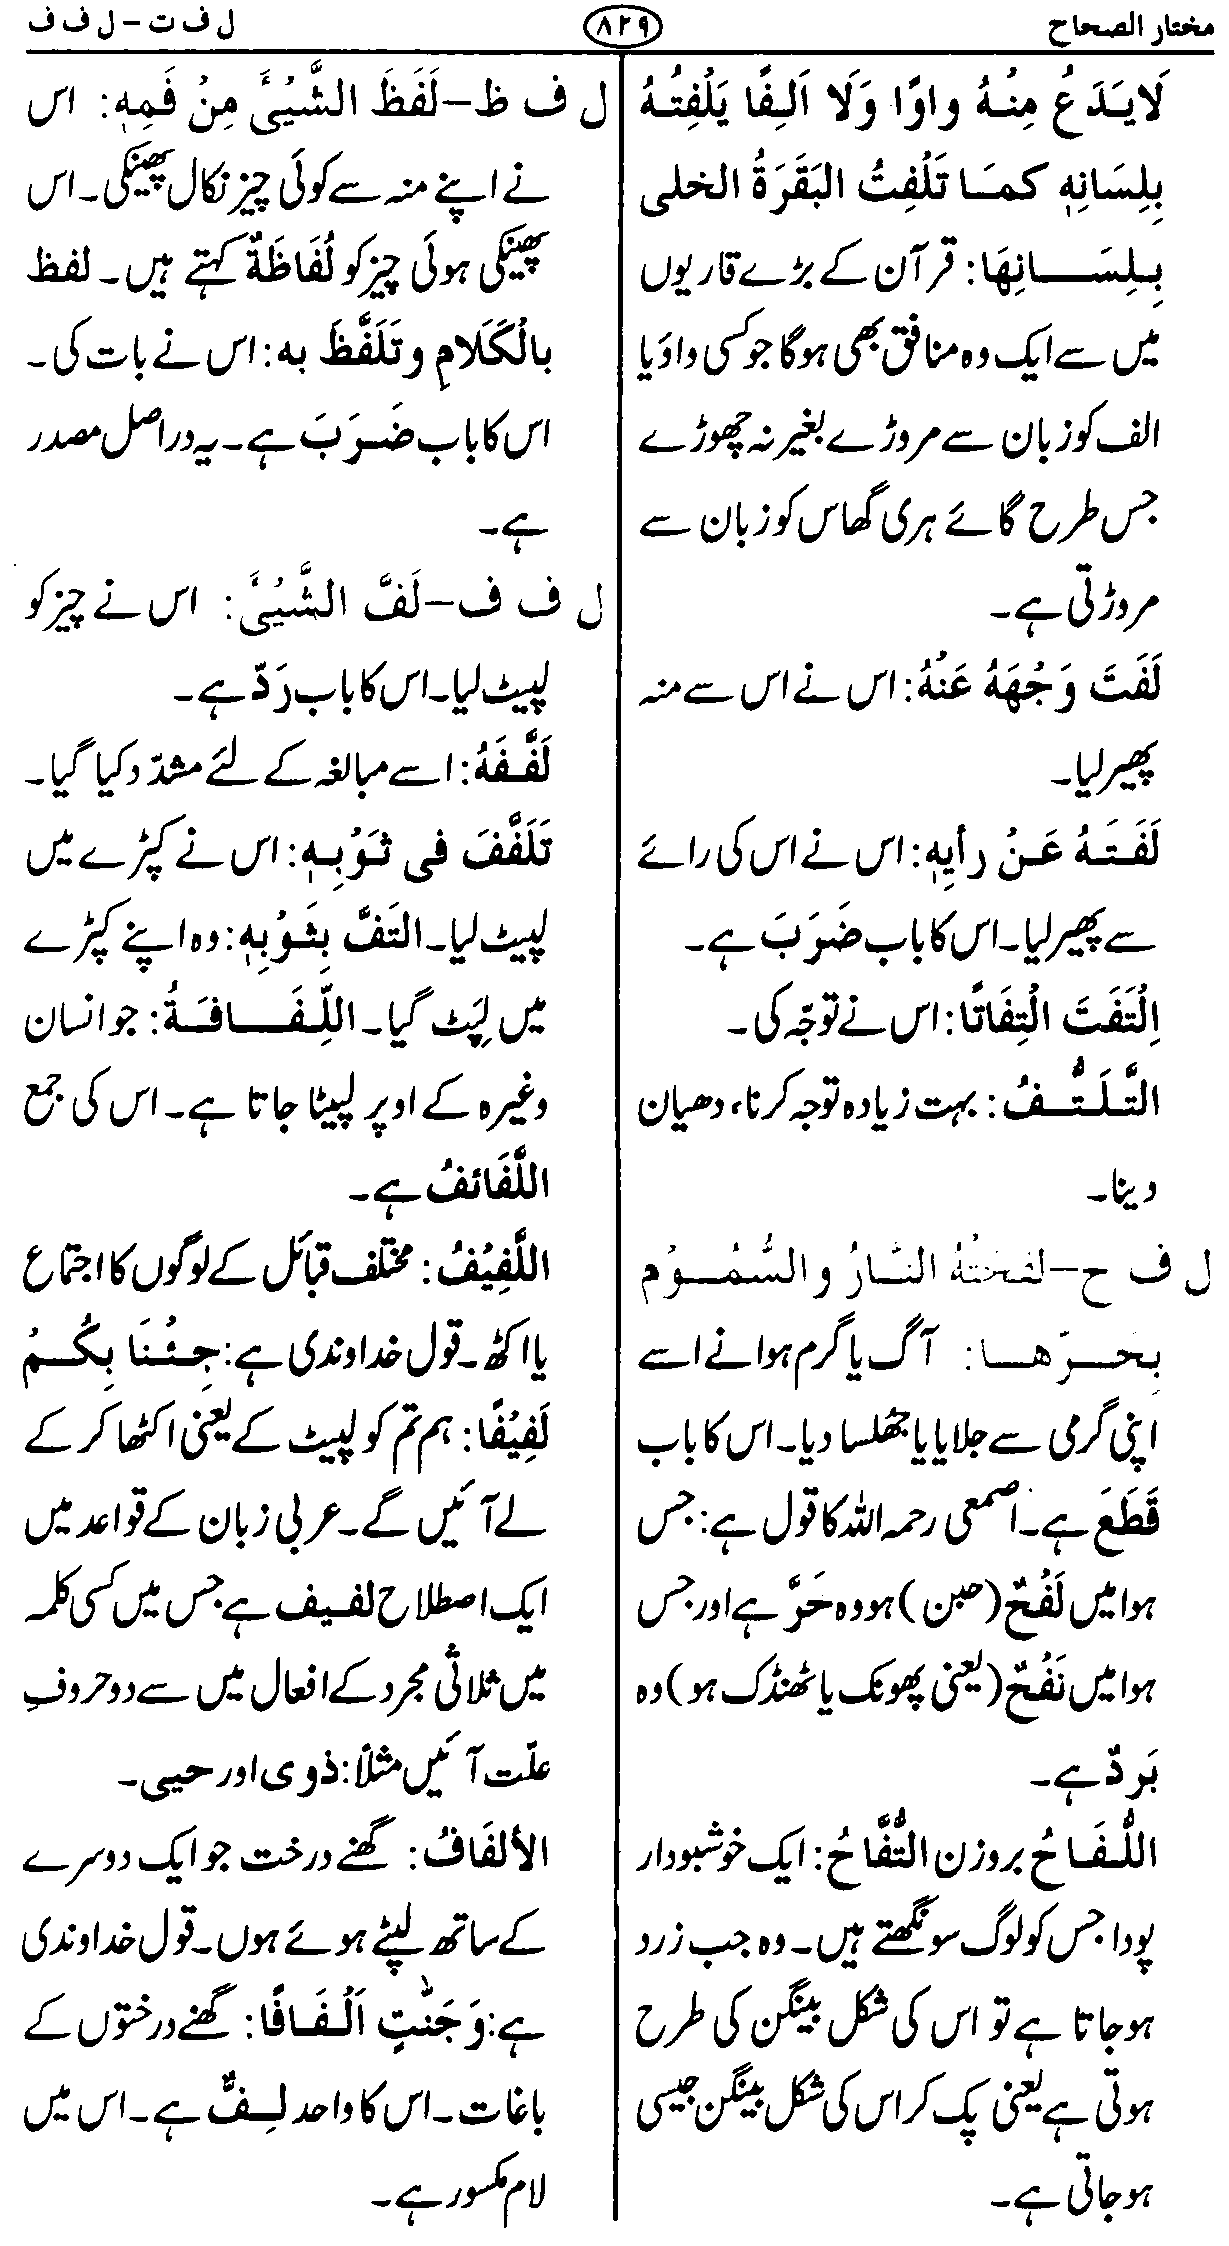 مختار الصحاح
۸۲۹
ل ف ت – ل ف ف
لَایَدَعُ مِنْهُ واوًا وَلَا اَلِفًا یَلْفِتُهُ
بِلِسَانِهٖ کمَا تَلْفِتُ البَقَرَةُ الخلی
بِلِسَانِهَا: قرآن کے بڑے قاریوں
میں سے ایک وہ منافق بھی ہوگا جو کسی واؤ یا
الف کو زبان سے مروڑے بغیر نہ چھوڑے
جس طرح گائے ہری گھاس کو زبان سے
مروڑتی ہے۔
لَفَتَ وَجْهَهُ عَنْهُ: اس نے اس سے منہ
پھیر لیا۔
لَفَتَهُ عَنْ رأیِهٖ: اس نے اس کی رائے
سے پھیر لیا۔ اس کا باب ضَرَبَ ہے۔
اِلْتَفَتَ الْتِفَاتًا: اس نے توجّہ کی۔
التَّلَتُّفُ: بہت زیادہ توجہ کرنا، دھیان
دینا۔
ل ف ح – لفحتْهُ النَّارُ و السُّمُوْم
بِحرّها: آگ یا گرم ہوا نے اسے
اپنی گرمی سے جلایا یا جھلسا دیا۔ اس کا باب
قَطَعَ ہے۔ اصمعی رحمہ اللہ کا قول ہے: جس
ہوا میں لَفْحٌ (حبن) ہو وہ حَرَّ ہے اور جس
ہوا میں نَفْحٌ (یعنی پھونک یا ٹھنڈک ہو) وہ
بَردٌ ہے۔
اللُّفَاحُ بروزن التُّفَّاحُ: ایک خوشبودار
پودا جس کو لوگ سونگھتے ہیں۔ وہ جب زرد
ہوجاتا ہے تو اس کی شکل بینگن کی طرح
ہوتی ہے یعنی پک کر اس کی شکل بینگن جیسی
ہوجاتی ہے۔
ل ف ظ – لَفَظَ الشَّیْئَ مِنْ فَمِهٖ: اس
نے اپنے منہ سے کوئی چیز نکال پھینکی۔ اس
پھینکی ہوئی چیز کو لُفَاظَةٌ کہتے ہیں۔ لفظ
بالْکَلَامِ و تَلَفَّظَ بہ: اس نے بات کی۔
اس کا باب ضَرَبَ ہے۔ یہ دراصل مصدر
ہے۔
ل ف ف – لَفَّ الشَّیْئَ: اس نے چیز کو
لپیٹ لیا۔ اس کا باب رَدّ ہے۔
لَفَّفَهُ: اسے مبالغہ کے لئے مشدّد کیا گیا۔
تَلَفَّفَ فی ثَوْبِهٖ: اس نے کپڑے میں
لپیٹ لیا۔ التَفَّ بِثَوْبِهٖ: وہ اپنے کپڑے
میں لِپَٹ گیا۔ اللِّفَافَةُ: جو انسان
وغیرہ کے اوپر لپیٹا جاتا ہے۔ اس کی جمع
اللَّفَائفُ ہے۔
اللَّفِیْفُ: مختلف قبائل کے لوگوں کا اجتماع
یا اکٹھ۔ قول خداوندی ہے: جِئْنَا بِکُمْ
لَفِیْفًا: ہم تم کو لپیٹ کے یعنی اکٹھا کر کے
لے آئیں گے۔ عربی زبان کے قواعد میں
ایک اصطلاح لفیف ہے جس میں کسی کلمہ
میں ثلاثی مجرد کے افعال میں سے دو حروفِ
علّت آئیں مثلاً: ذوی اور حیی۔
الألفَافُ: گھنے درخت جو ایک دوسرے
کے ساتھ لپٹے ہوئے ہوں۔ قول خداوندی
ہے: وَجَنّٰتٍ اَلْفَافًا: گھنے درختوں کے
باغات۔ اس کا واحد لِفٌّ ہے۔ اس میں
لام مکسور ہے۔